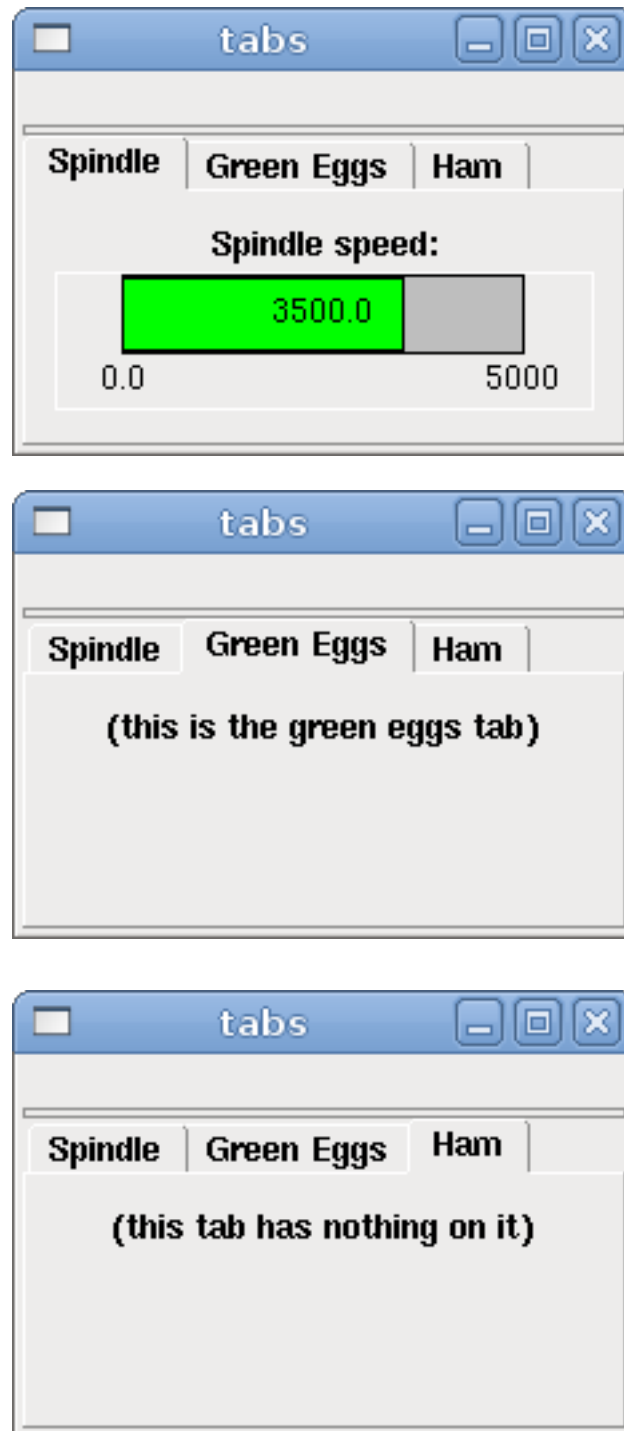 tabs
Spindle Green Eggs Ham
Spindle speed:
3500.0
0.0 5000
tabs
Spindle Green Eggs Ham
(this is the green eggs tab)
tabs
Spindle Green Eggs Ham
(this tab has nothing on it)